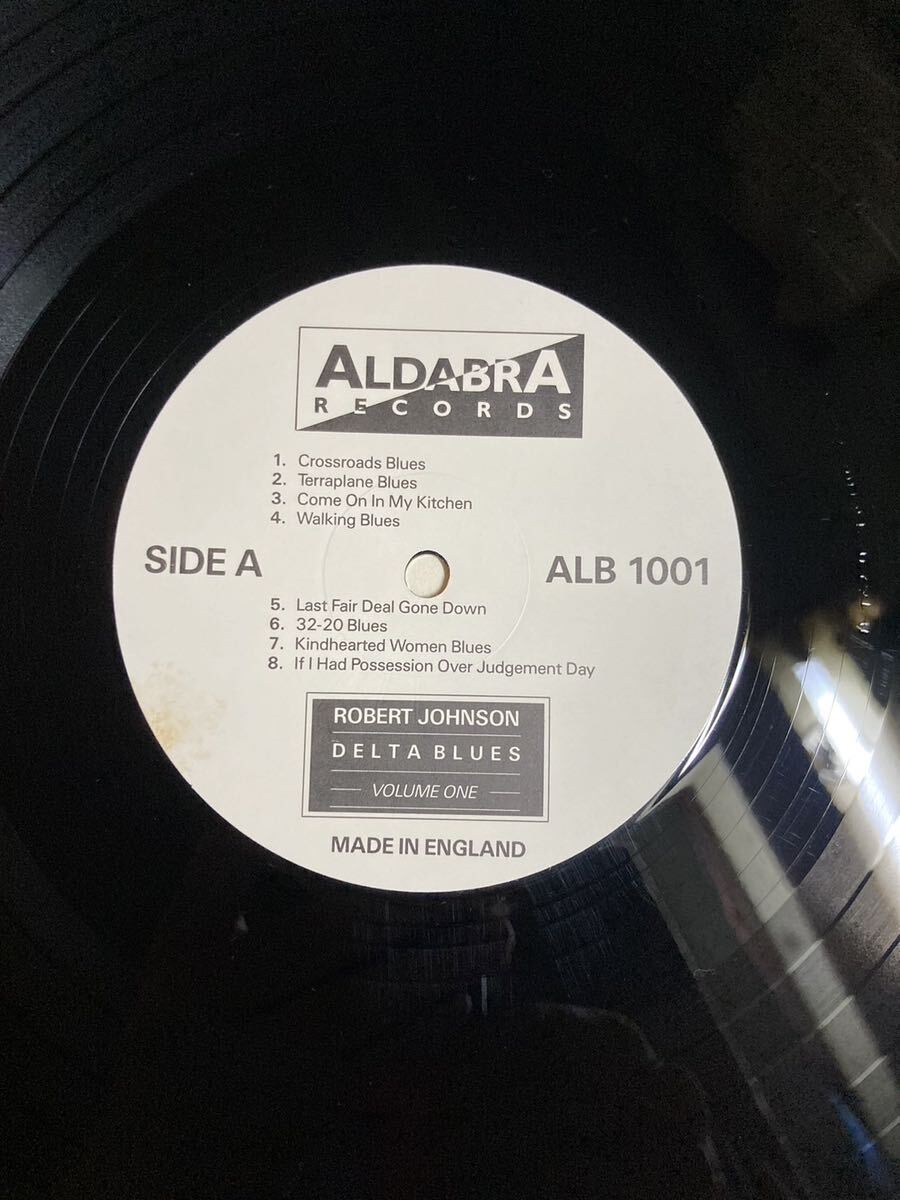 ALDABRA
RECORDS
1. Crossroads Blues
2. Terraplane Blues
3. Come On In My Kitchen
4. Walking Blues
SIDE A
ALB 1001
5. Last Fair Deal Gone Down
6. 32-20 Blues
7. Kindhearted Women Blues
8. If I Had Possession Over Judgement Day
ROBERT JOHNSON
DELTA BLUES
VOLUME ONE
MADE IN ENGLAND